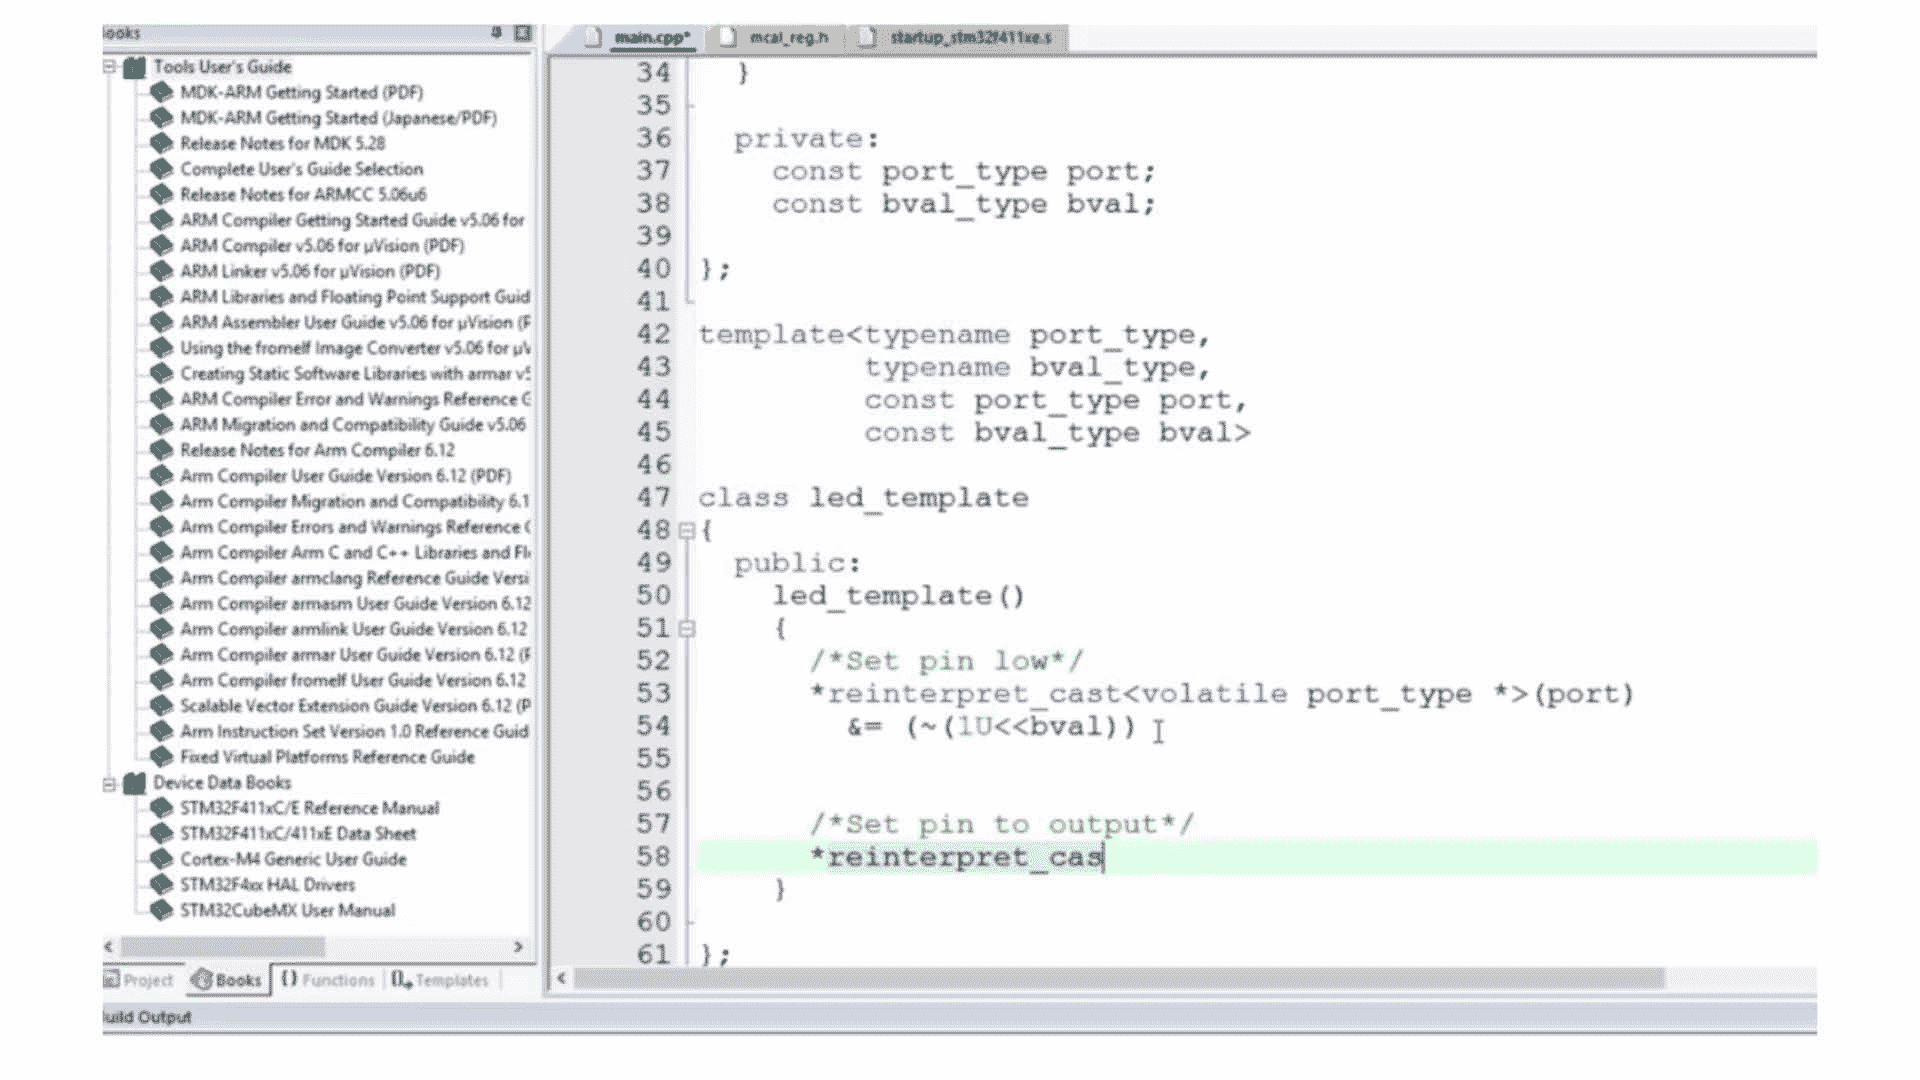 ooks
Tools User's Guide
MDK-ARM Getting Started (PDF)
MDK-ARM Getting Started (Japanese/PDF)
Release Notes for MDK 5.28
Complete User's Guide Selection
Release Notes for ARMCC 5.06u6
ARM Compiler Getting Started Guide v5.06 for
ARM Compiler v5.06 for µVision (PDF)
ARM Linker v5.06 for µVision (PDF)
ARM Libraries and Floating Point Support Guid
ARM Assembler User Guide v5.06 for µVision (P
Using the fromelf Image Converter v5.06 for µV
Creating Static Software Libraries with armar v5
ARM Compiler Error and Warnings Reference G
ARM Migration and Compatibility Guide v5.06
Release Notes for Arm Compiler 6.12
Arm Compiler User Guide Version 6.12 (PDF)
Arm Compiler Migration and Compatibility 6.1
Arm Compiler Errors and Warnings Reference G
Arm Compiler Arm C and C++ Libraries and Flo
Arm Compiler armclang Reference Guide Versi
Arm Compiler armasm User Guide Version 6.12
Arm Compiler armlink User Guide Version 6.12
Arm Compiler armar User Guide Version 6.12 (P
Arm Compiler fromelf User Guide Version 6.12
Scalable Vector Extension Guide Version 6.12 (P
Arm Instruction Set Version 1.0 Reference Guid
Fixed Virtual Platforms Reference Guide
Device Data Books
STM32F411xC/E Reference Manual
STM32F411xC/411xE Data Sheet
Cortex-M4 Generic User Guide
STM32F4xx HAL Drivers
STM32CubeMX User Manual
Project Books {} Functions Templates
uild Output
main.cpp* mcal_reg.h startup_stm32f411xe.s
34 }
35
36 private:
37 const port_type port;
38 const bval_type bval;
39
40 };
41
42 template<typename port_type,
43 typename bval_type,
44 const port_type port,
45 const bval_type bval>
46
47 class led_template
48 {
49 public:
50 led_template()
51 {
52 /*Set pin low*/
53 *reinterpret_cast<volatile port_type *>(port)
54 &= (~(1U<<bval))
55
56
57 /*Set pin to output*/
58 *reinterpret_cas
59 }
60
61 };